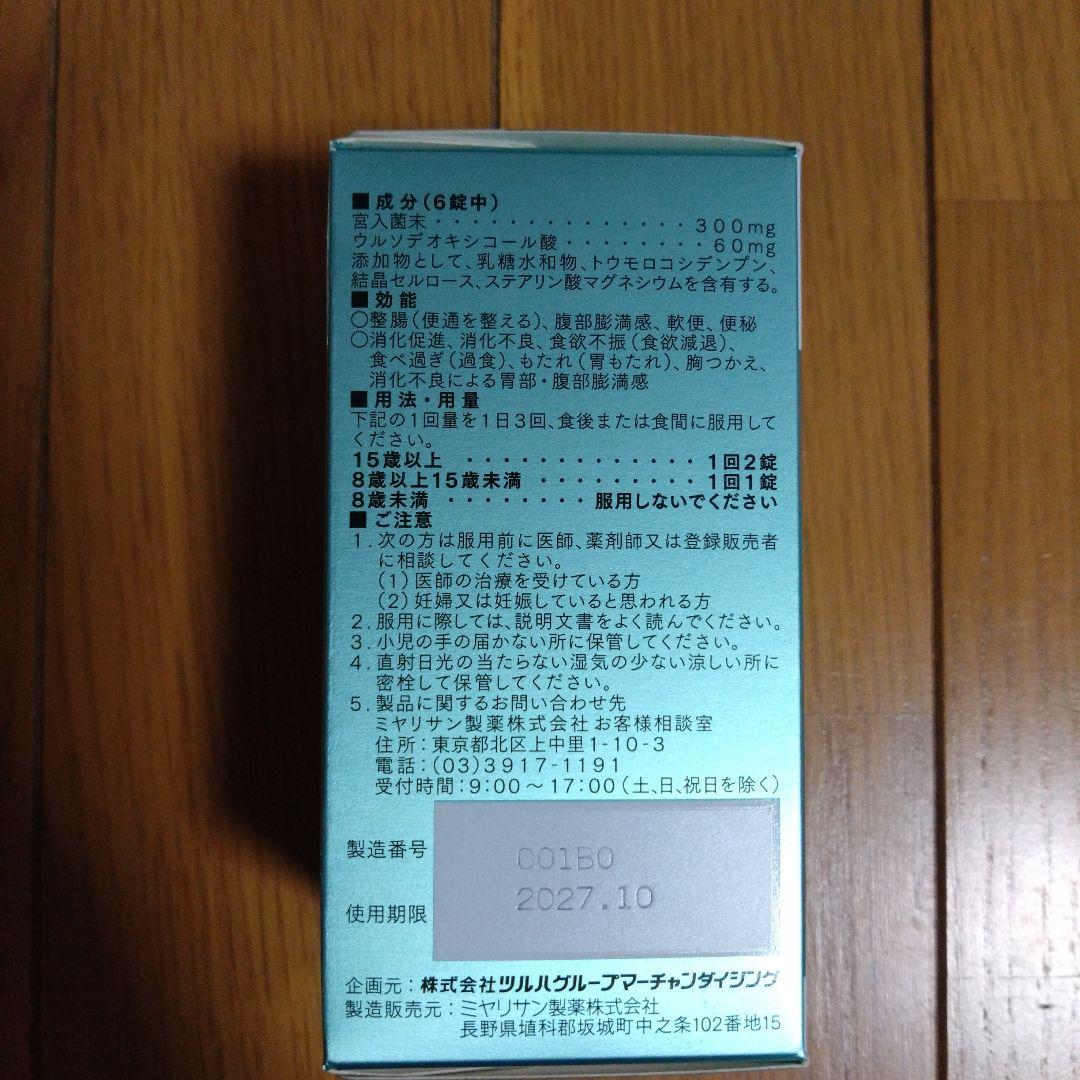 ■成分(6錠中)
宮入菌末・・・・・・・・・・・・・・300mg
ウルソデオキシコール酸・・・・・・・・60mg
添加物として、乳糖水和物、トウモロコシデンプン、
結晶セルロース、ステアリン酸マグネシウムを含有する。
■効能
○整腸(便通を整える)、腹部膨満感、軟便、便秘
○消化促進、消化不良、食欲不振(食欲減退)、
食べ過ぎ(過食)、もたれ(胃もたれ)、胸つかえ、
消化不良による胃部・腹部膨満感
■用法・用量
下記の1回量を1日3回、食後または食間に服用して
ください。
15歳以上 ・・・・・・・・・・・・・1回2錠
8歳以上15歳未満 ・・・・・・・・・1回1錠
8歳未満 ・・・・・・・・服用しないでください
■ご注意
1.次の方は服用前に医師、薬剤師又は登録販売者
に相談してください。
(1)医師の治療を受けている方
(2)妊婦又は妊娠していると思われる方
2.服用に際しては、説明文書をよく読んでください。
3.小児の手の届かない所に保管してください。
4.直射日光の当たらない湿気の少ない涼しい所に
密栓して保管してください。
5.製品に関するお問い合わせ先
ミヤリサン製薬株式会社 お客様相談室
住所:東京都北区上中里1-10-3
電話:(03)3917-1191
受付時間:9:00~17:00(土、日、祝日を除く)
製造番号 001B0
使用期限 2027.10
企画元:株式会社ツルハグループマーチャンダイジング
製造販売元:ミヤリサン製薬株式会社
長野県埴科郡坂城町中之条102番地15